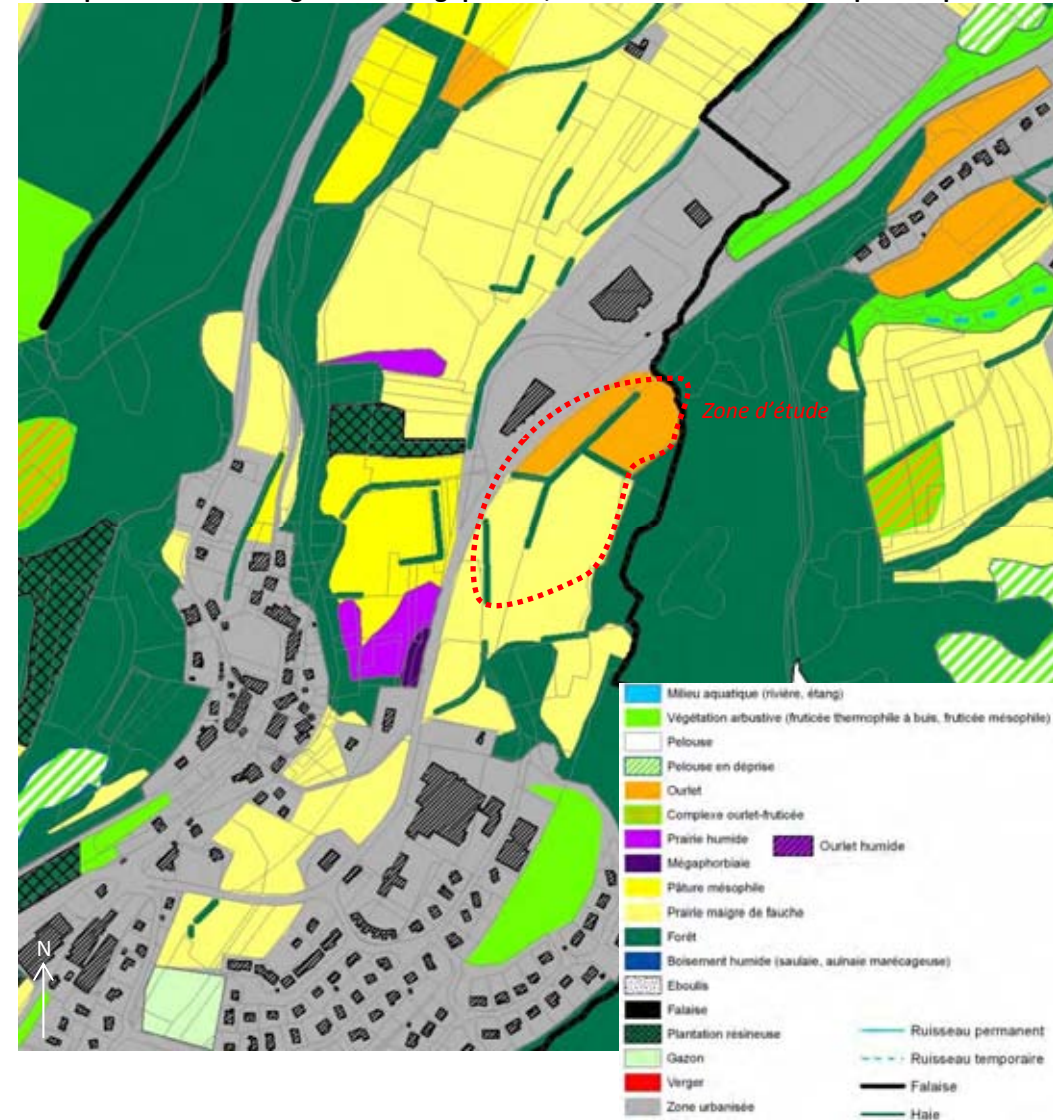 Zone d'étude
N
Milieu aquatique (rivière, étang)
Végétation arbustive (fruticée thermophile à buis, fruticée mésophile)
Pelouse
Pelouse en déprise
Ourlet
Complexe ourlet-fruticée
Prairie humide
Ourlet humide
Mégaphorbiaie
Pâture mésophile
Prairie maigre de fauche
Forêt
Boisement humide (saulaie, aulnaie marécageuse)
Eboulis
Falaise
Plantation résineuse
Ruisseau permanent
Gazon
Ruisseau temporaire
Verger
Falaise
Zone urbanisée
Haie